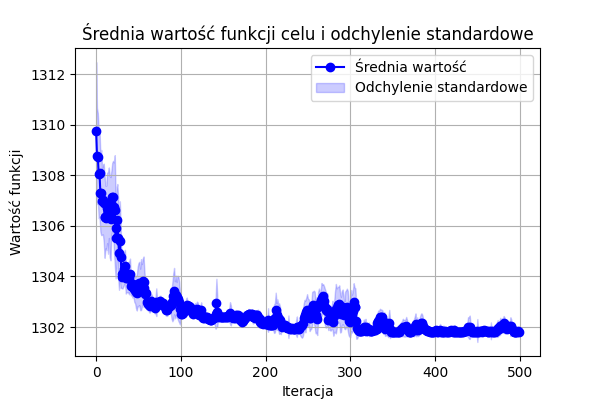 Średnia wartość funkcji celu i odchylenie standardowe
Średnia wartość
Odchylenie standardowe
Wartość funkcji
1312
1310
1308
1306
1304
1302
0 100 200 300 400 500
Iteracja